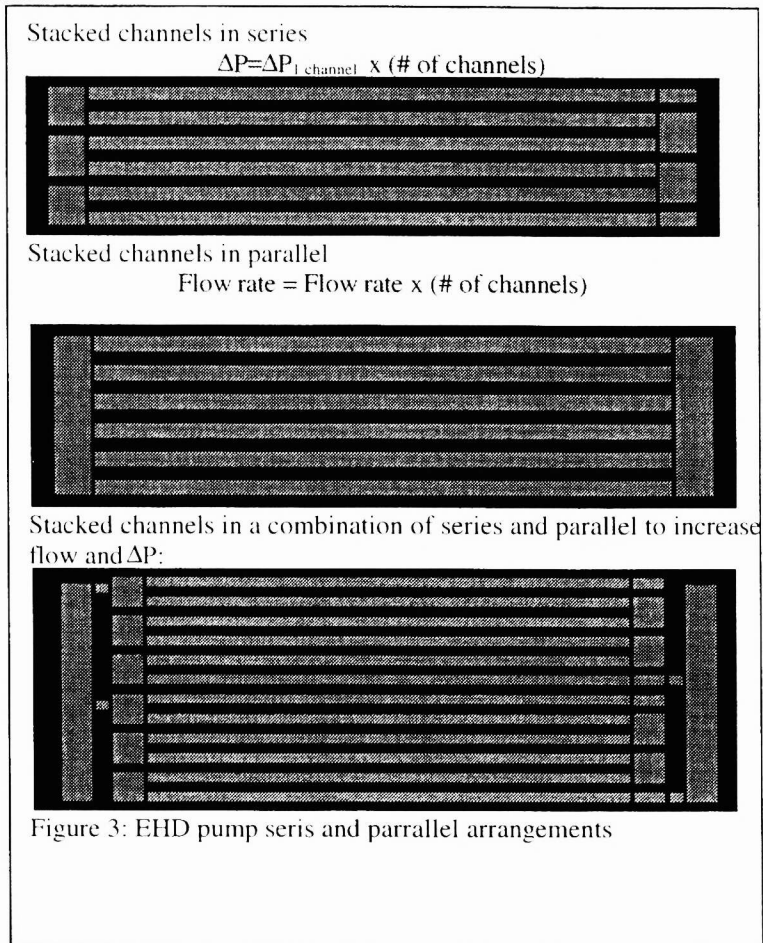 Stacked channels in series
ΔP=ΔP1 channel x (# of channels)
Stacked channels in parallel
Flow rate = Flow rate x (# of channels)
Stacked channels in a combination of series and parallel to increase
flow and ΔP:
Figure 3: EHD pump seris and parrallel arrangements